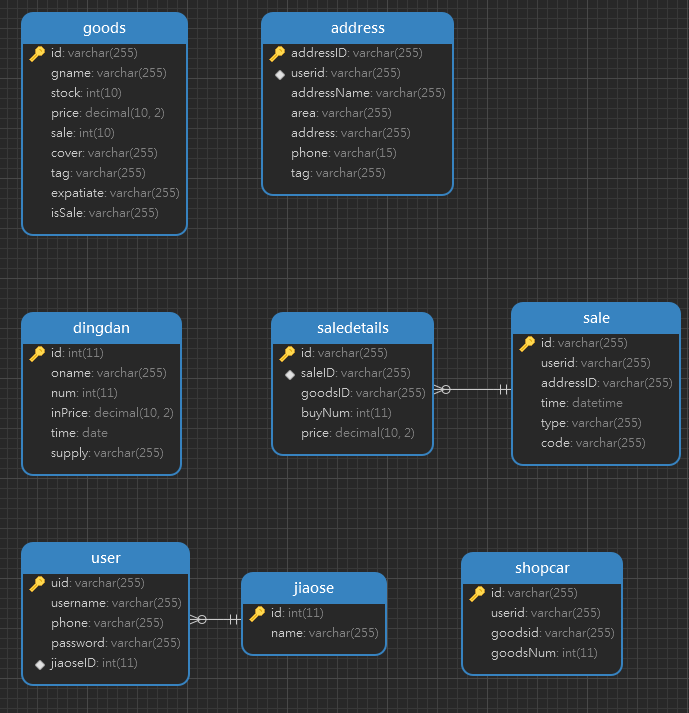 goods
id: varchar(255)
gname: varchar(255)
stock: int(10)
price: decimal(10, 2)
sale: int(10)
cover: varchar(255)
tag: varchar(255)
expatiate: varchar(255)
isSale: varchar(255)
address
addressID: varchar(255)
userid: varchar(255)
addressName: varchar(255)
area: varchar(255)
address: varchar(255)
phone: varchar(15)
tag: varchar(255)
dingdan
id: int(11)
oname: varchar(255)
num: int(11)
inPrice: decimal(10, 2)
time: date
supply: varchar(255)
saledetails
id: varchar(255)
saleID: varchar(255)
goodsID: varchar(255)
buyNum: int(11)
price: decimal(10, 2)
sale
id: varchar(255)
userid: varchar(255)
addressID: varchar(255)
time: datetime
type: varchar(255)
code: varchar(255)
user
uid: varchar(255)
username: varchar(255)
phone: varchar(255)
password: varchar(255)
jiaoseID: int(11)
jiaose
id: int(11)
name: varchar(255)
shopcar
id: varchar(255)
userid: varchar(255)
goodsid: varchar(255)
goodsNum: int(11)